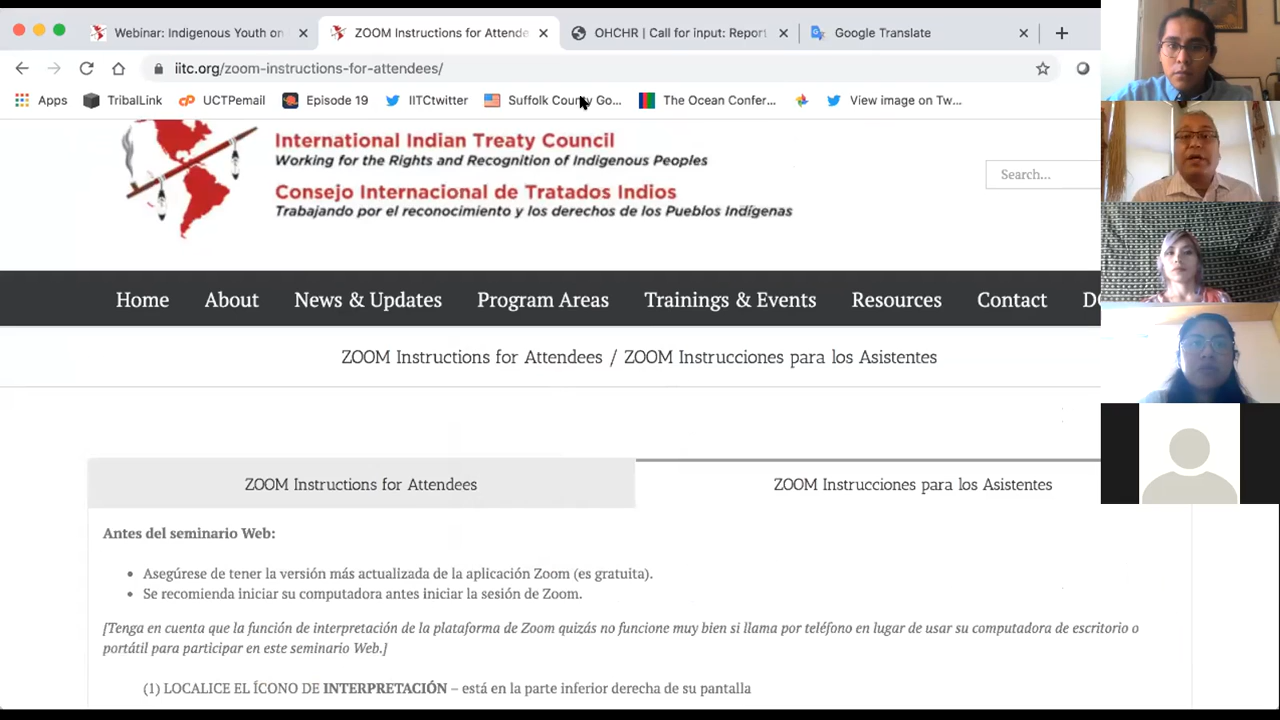 Webinar: Indigenous Youth on
ZOOM Instructions for Attende
OHCHR | Call for input: Report
Google Translate
iitc.org/zoom-instructions-for-attendees/
Apps
TribalLink
UCTPemail
Episode 19
IITCtwitter
Suffolk County Go...
The Ocean Confer...
View image on Tw...
International Indian Treaty Council
Working for the Rights and Recognition of Indigenous Peoples
Consejo Internacional de Tratados Indios
Trabajando por el reconocimiento y los derechos de los Pueblos Indígenas
Search...
Home About News & Updates Program Areas Trainings & Events Resources Contact
ZOOM Instructions for Attendees / ZOOM Instrucciones para los Asistentes
ZOOM Instructions for Attendees
ZOOM Instrucciones para los Asistentes
Antes del seminario Web:
• Asegúrese de tener la versión más actualizada de la aplicación Zoom (es gratuita).
• Se recomienda iniciar su computadora antes iniciar la sesión de Zoom.
[Tenga en cuenta que la función de interpretación de la plataforma de Zoom quizás no funcione muy bien si llama por teléfono en lugar de usar su computadora de escritorio o
portátil para participar en este seminario Web.]
(1) LOCALICE EL ÍCONO DE INTERPRETACIÓN – está en la parte inferior derecha de su pantalla